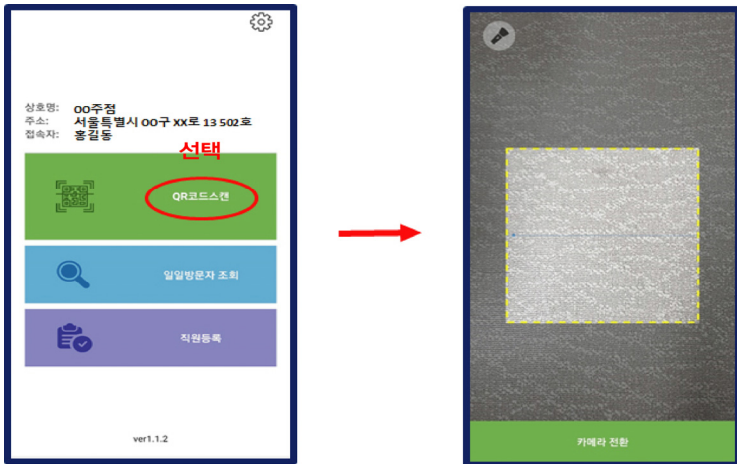 상호명: OO주점
주소: 서울특별시 OO구 XX로 13 502호
접속자: 홍길동
선택
QR코드스캔
일일방문자 조회
직원등록
ver1.1.2
카메라 전환